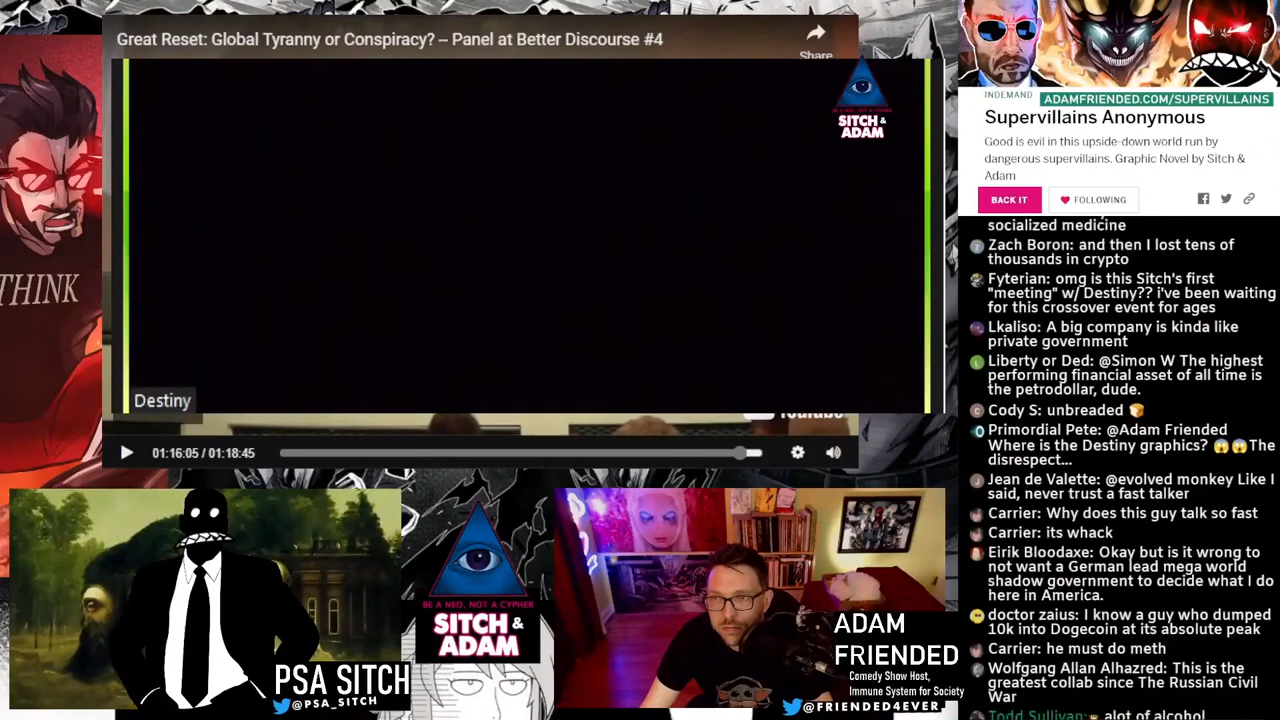 Great Reset: Global Tyranny or Conspiracy? – Panel at Better Discourse #4
Share
BE A NEO, NOT A CYPHER
SITCH &
ADAM
THINK
Destiny
YouTube
01:16:05 / 01:18:45
INDEMAND
ADAMFRIENDED.COM/SUPERVILLAINS
Supervillains Anonymous
Good is evil in this upside-down world run by
dangerous supervillains. Graphic Novel by Sitch &
Adam
BACK IT
FOLLOWING
socialized medicine
Zach Boron: and then I lost tens of
thousands in crypto
Fyterian: omg is this Sitch's first
"meeting" w/ Destiny?? i've been waiting
for this crossover event for ages
Lkaliso: A big company is kinda like
private government
Liberty or Ded: @Simon W The highest
performing financial asset of all time is
the petrodollar, dude.
Cody S: unbreaded 🍞
Primordial Pete: @Adam Friended
Where is the Destiny graphics? 😱😱The
disrespect...
Jean de Valette: @evolved monkey Like I
said, never trust a fast talker
Carrier: Why does this guy talk so fast
Carrier: its whack
Eirik Bloodaxe: Okay but is it wrong to
not want a German lead mega world
shadow government to decide what I do
here in America.
doctor zaius: I know a guy who dumped
10k into Dogecoin at its absolute peak
Carrier: he must do meth
Wolfgang Allan Alhazred: This is the
greatest collab since The Russian Civil
War
Todd Sullivan: alot of alcohol
PSA SITCH
@PSA_SITCH
BE A NEO, NOT A CYPHER
SITCH &
ADAM
ADAM
FRIENDED
Comedy Show Host,
Immune System for Society
@FRIENDED4EVER